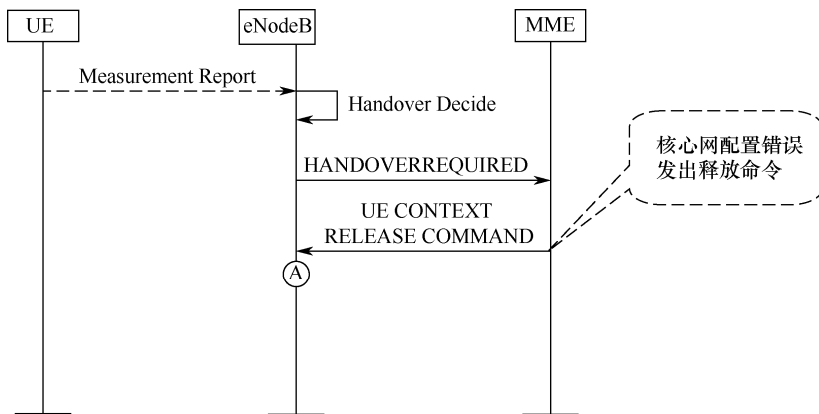 UE
eNodeB
MME
Measurement Report
Handover Decide
核心网配置错误
发出释放命令
HANDOVERREQUIRED
UE CONTEXT
RELEASE COMMAND
A